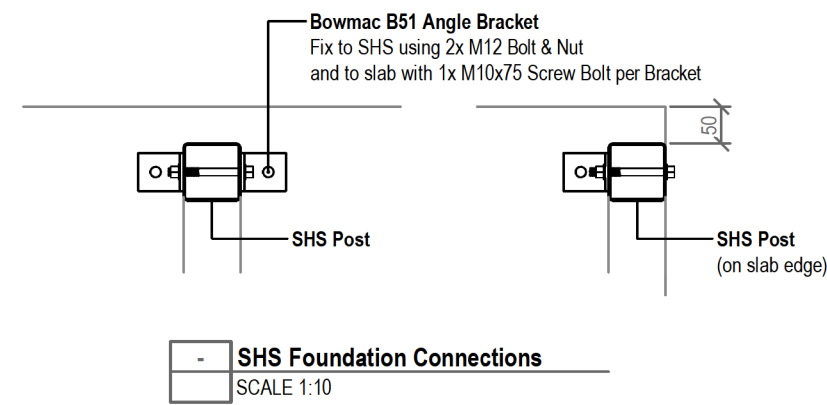 Bowmac B51 Angle Bracket
Fix to SHS using 2x M12 Bolt & Nut
and to slab with 1x M10x75 Screw Bolt per Bracket
50
SHS Post
SHS Post
(on slab edge)
- SHS Foundation Connections
SCALE 1:10